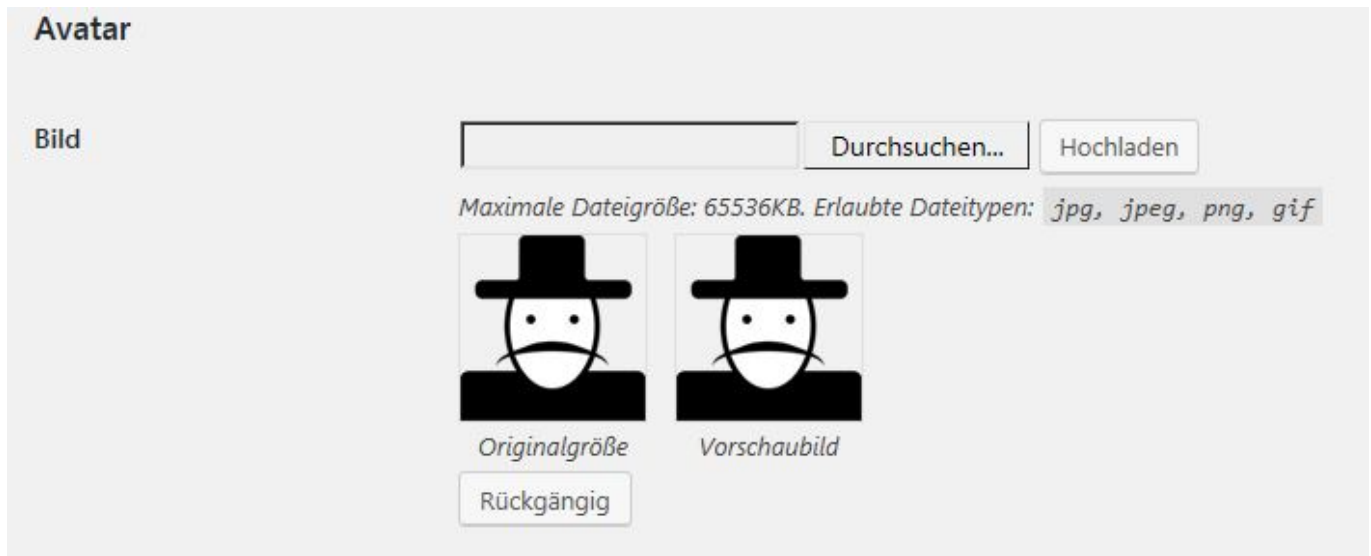 Avatar
Bild
Durchsuchen... Hochladen
Maximale Dateigröße: 65536KB. Erlaubte Dateitypen: jpg, jpeg, png, gif
Originalgröße Vorschaubild
Rückgängig